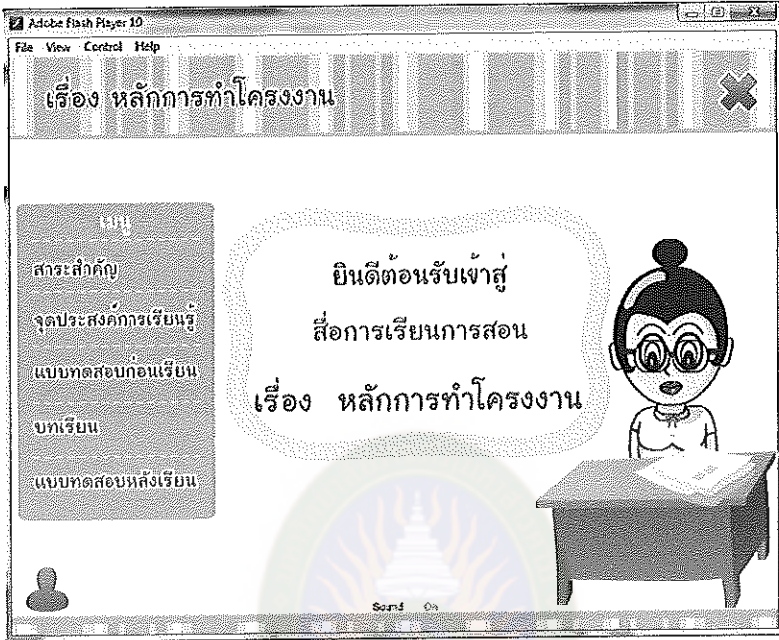 Adobe Flash Player 10
File View Control Help
เรื่อง หลักการทำโครงงาน
เมนู
สาระสำคัญ
จุดประสงค์การเรียนรู้
แบบทดสอบก่อนเรียน
บทเรียน
แบบทดสอบหลังเรียน
ยินดีต้อนรับเข้าสู่
สื่อการเรียนการสอน
เรื่อง หลักการทำโครงงาน
Sound On